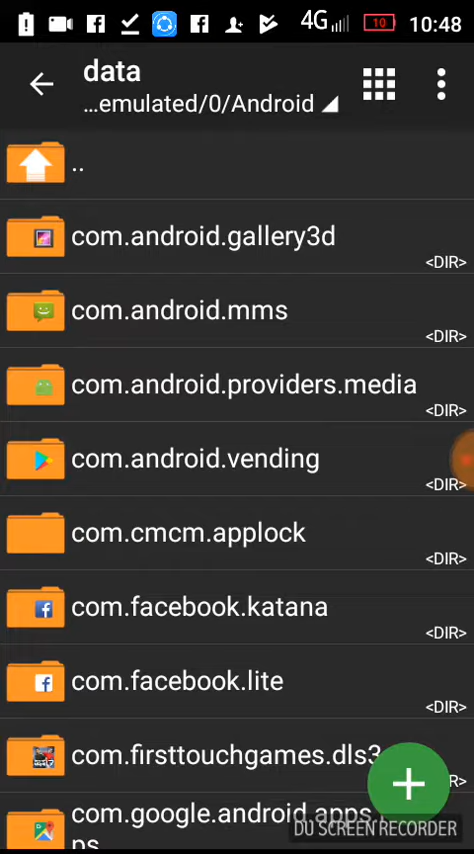 4G 10 10:48
data
...emulated/0/Android
..
com.android.gallery3d
<DIR>
com.android.mms
<DIR>
com.android.providers.media
<DIR>
com.android.vending
<DIR>
com.cmcm.applock
<DIR>
com.facebook.katana
<DIR>
com.facebook.lite
<DIR>
com.firsttouchgames.dls3
com.google.android.apps.
ps
DU SCREEN RECORDER